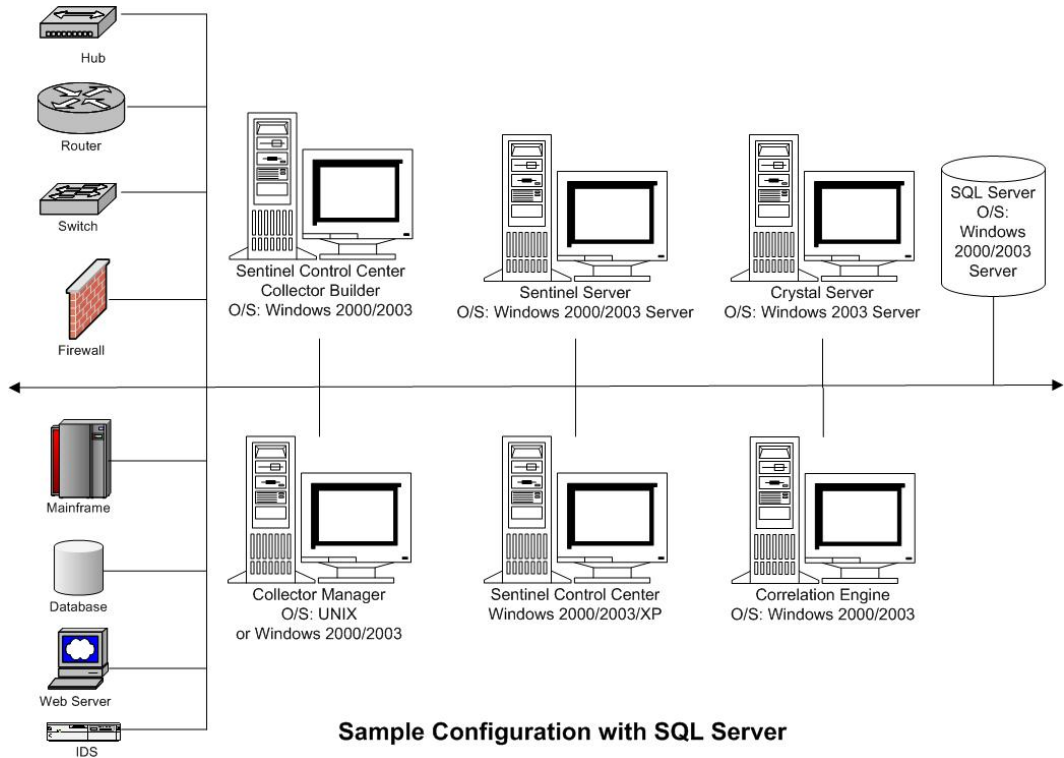 Hub
Router
Switch
Firewall
Mainframe
Database
Web Server
IDS
Sentinel Control Center
Collector Builder
O/S: Windows 2000/2003
Sentinel Server
O/S: Windows 2000/2003 Server
Crystal Server
O/S: Windows 2003 Server
SQL Server
O/S:
Windows
2000/2003
Server
Collector Manager
O/S: UNIX
or Windows 2000/2003
Sentinel Control Center
Windows 2000/2003/XP
Correlation Engine
O/S: Windows 2000/2003
Sample Configuration with SQL Server